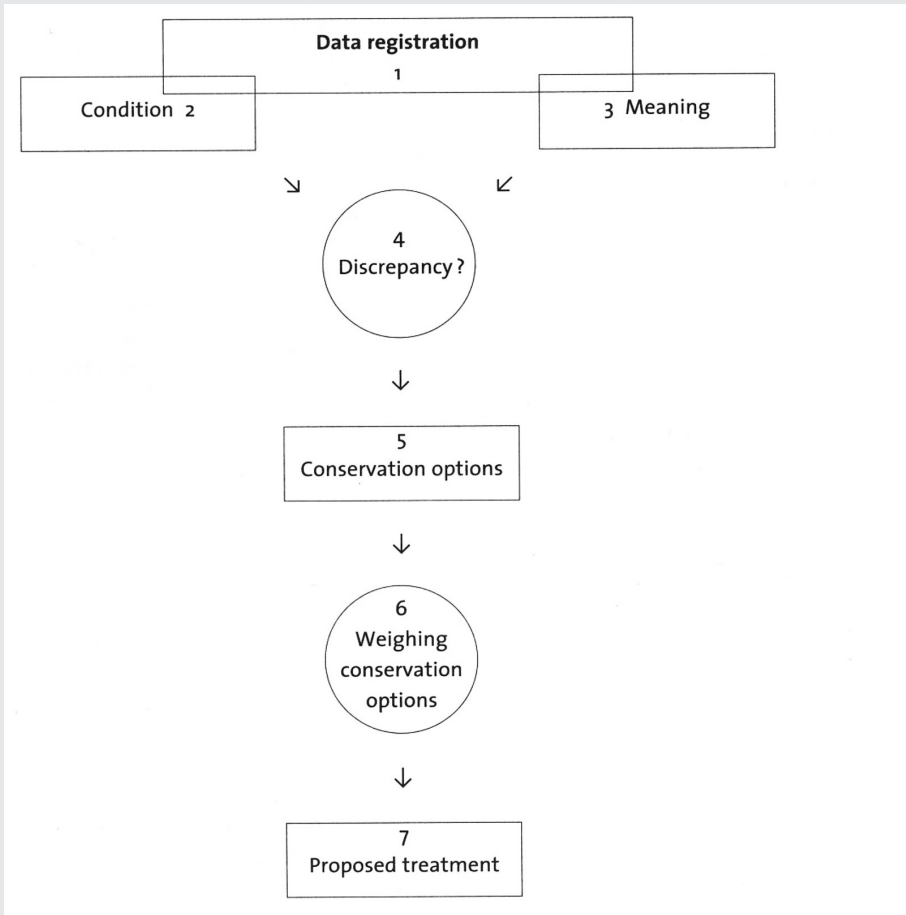 Data registration
1
Condition 2
3 Meaning
4
Discrepancy?
5
Conservation options
6
Weighing
conservation
options
7
Proposed treatment